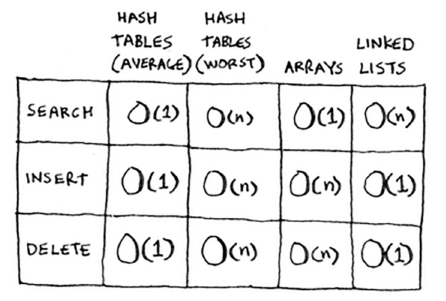 HASH TABLES (AVERAGE) HASH TABLES (WORST) ARRAYS LINKED LISTS
SEARCH O(1) O(n) O(1) O(n)
INSERT O(1) O(n) O(n) O(1)
DELETE O(1) O(n) O(n) O(1)